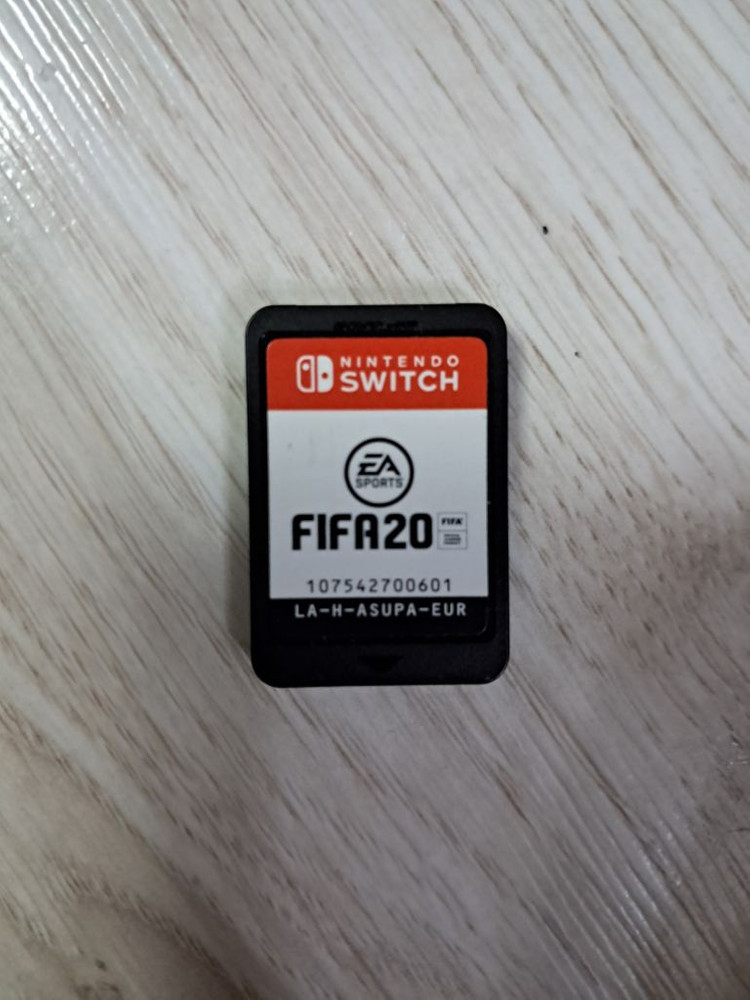 NINTENDO
SWITCH
EA
SPORTS
FIFA20
FIFA
107542700601
LA-H-ASUPA-EUR